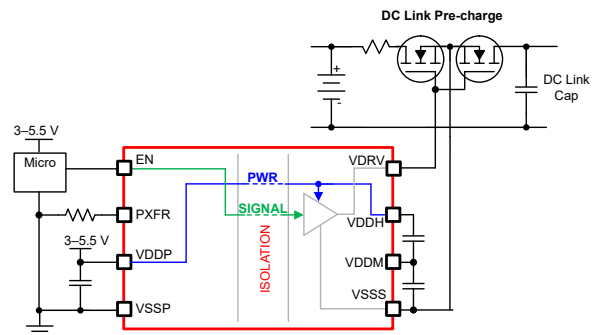 DC Link Pre-charge
+
-
DC Link
Cap
3–5.5 V
Micro
EN
PWR
VDRV
PXFR
SIGNAL
VDDH
3–5.5 V
VDDP
ISOLATION
VDDM
VSSS
VSSP